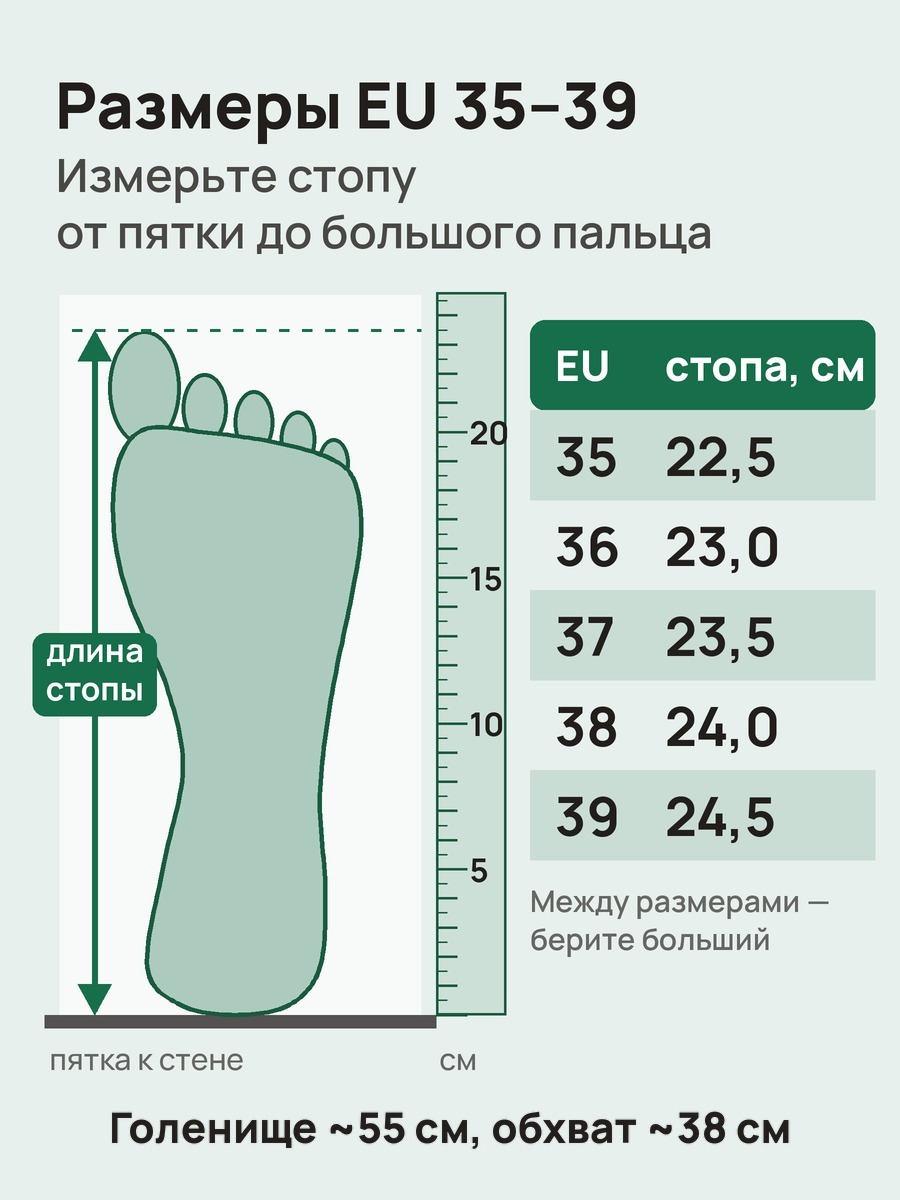 Размеры EU 35–39
Измерьте стопу
от пятки до большого пальца
EU стопа, см
35 22,5
36 23,0
37 23,5
38 24,0
39 24,5
Между размерами —
берите больший
20
15
10
5
длина
стопы
пятка к стене
см
Голенище ~55 см, обхват ~38 см